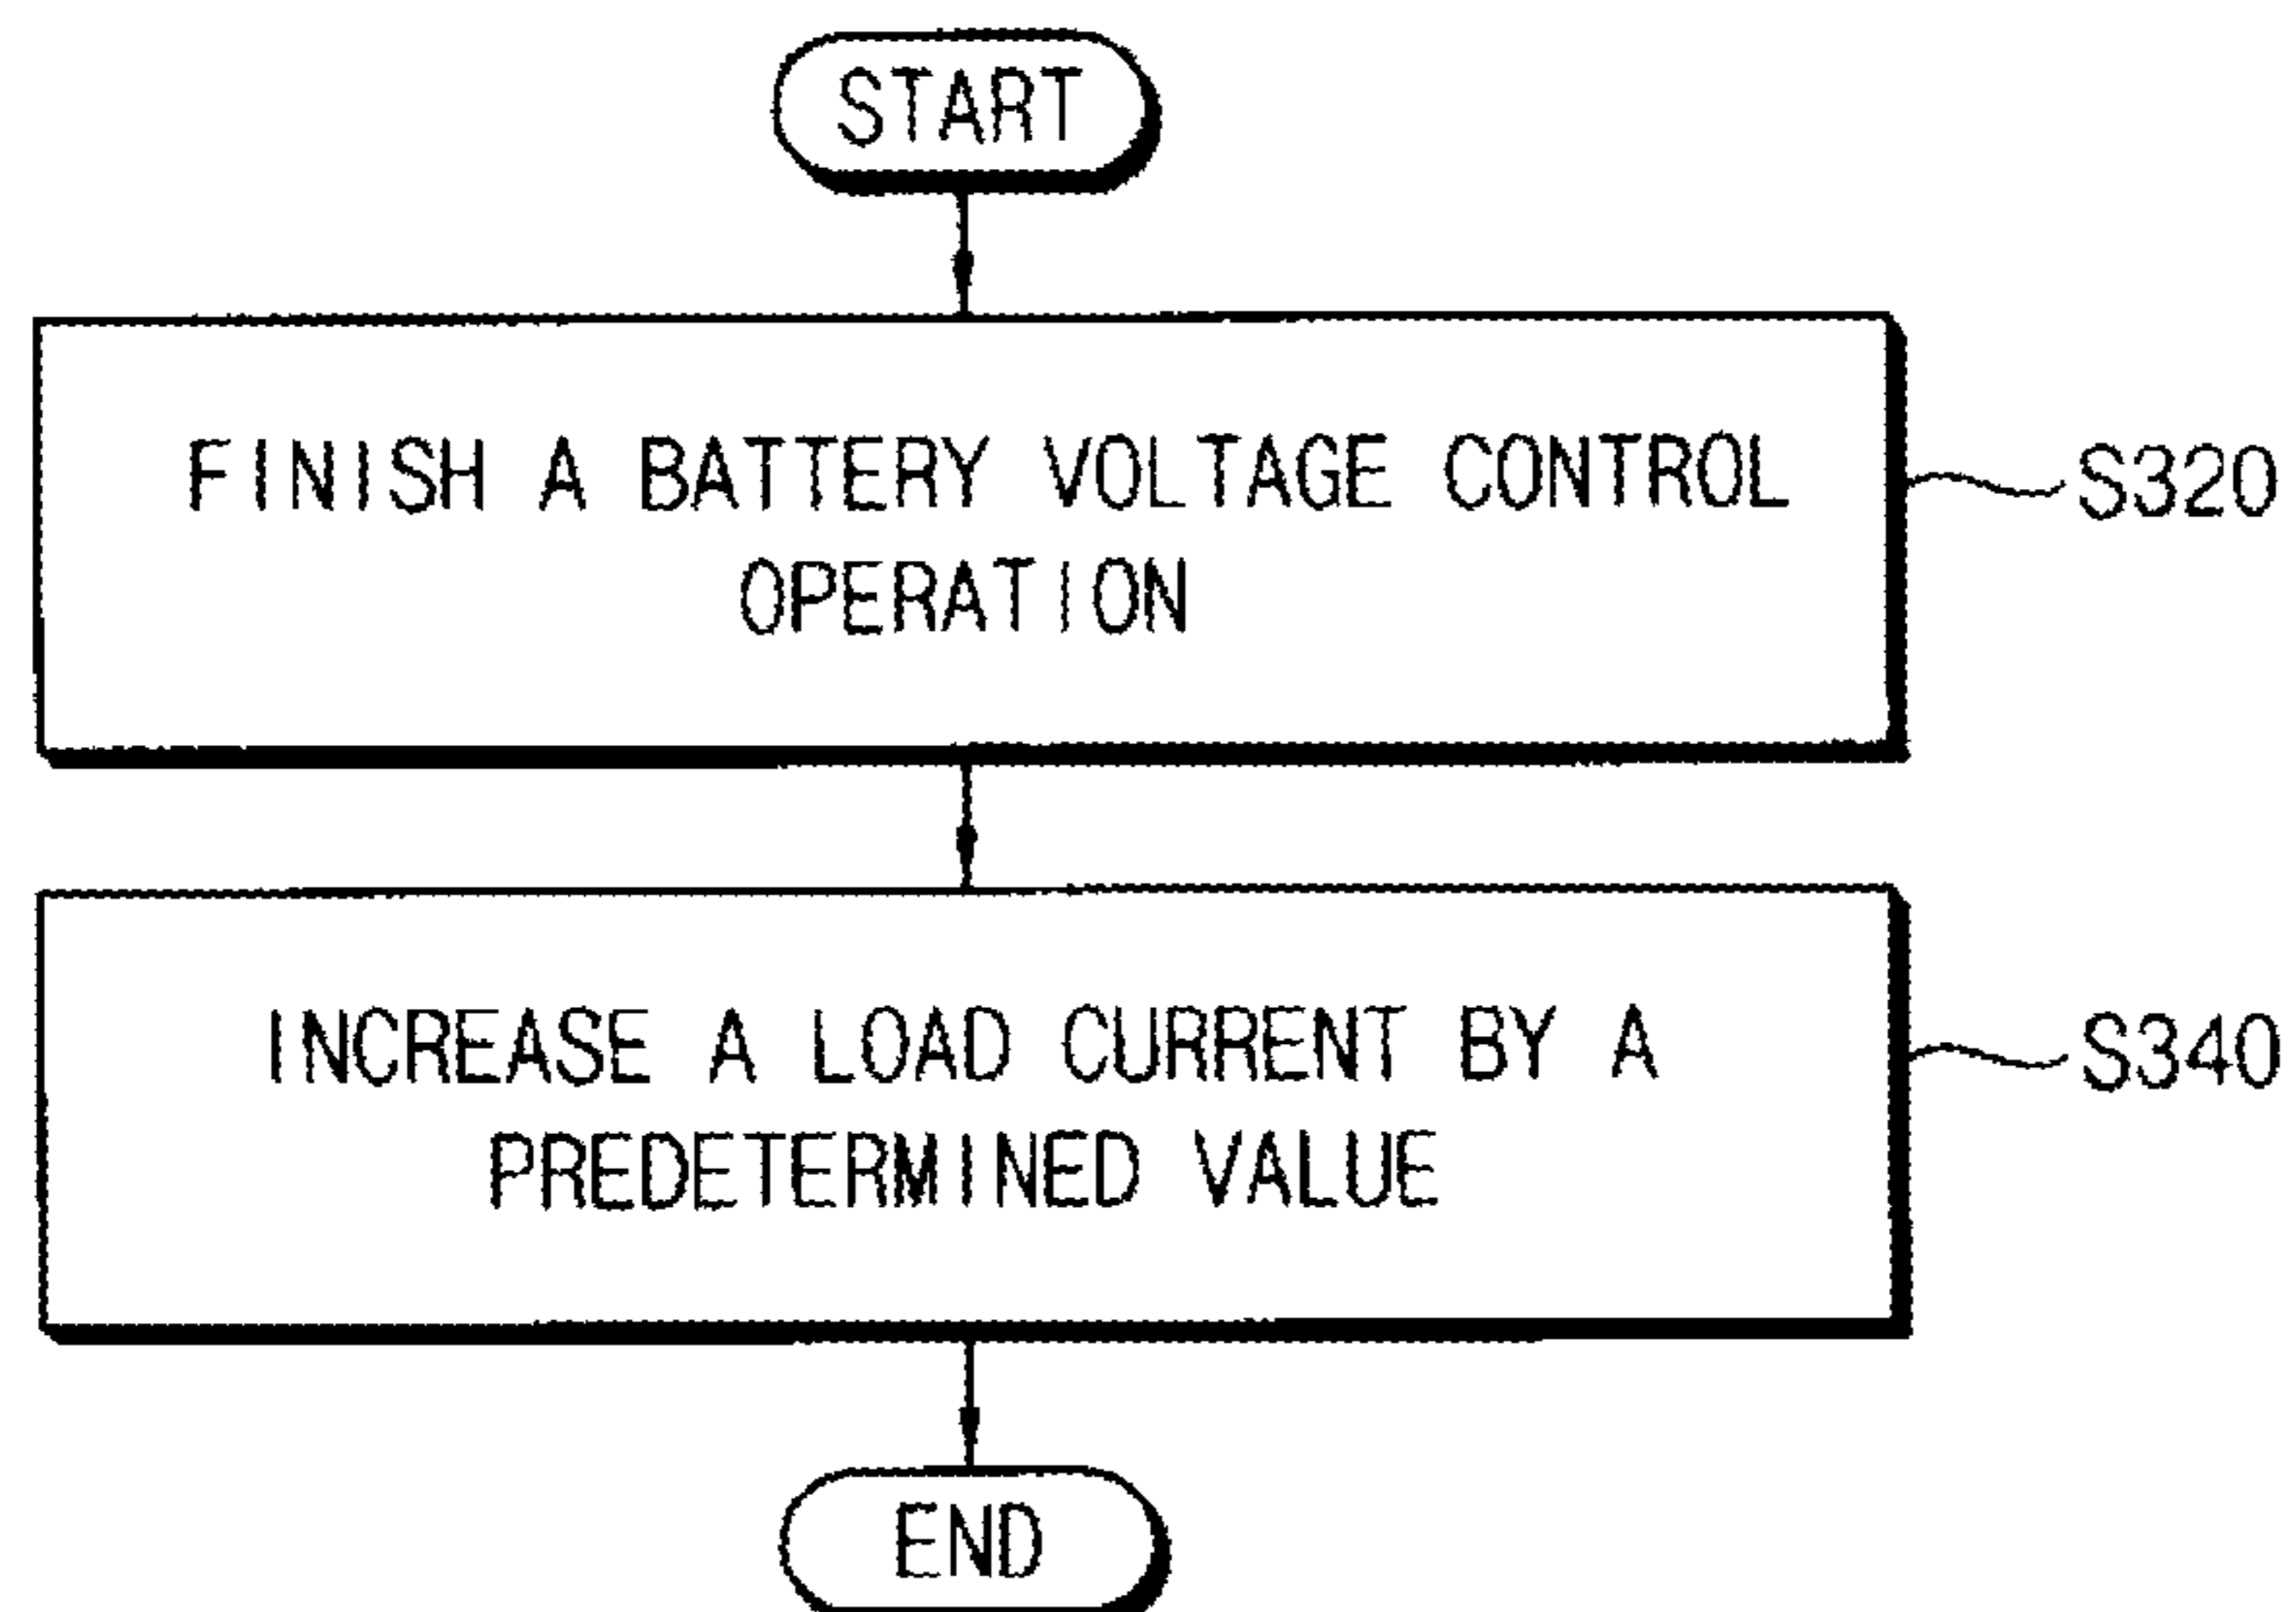 START
FINISH A BATTERY VOLTAGE CONTROL
OPERATION
S320
INCREASE A LOAD CURRENT BY A
PREDETERMINED VALUE
S340
END